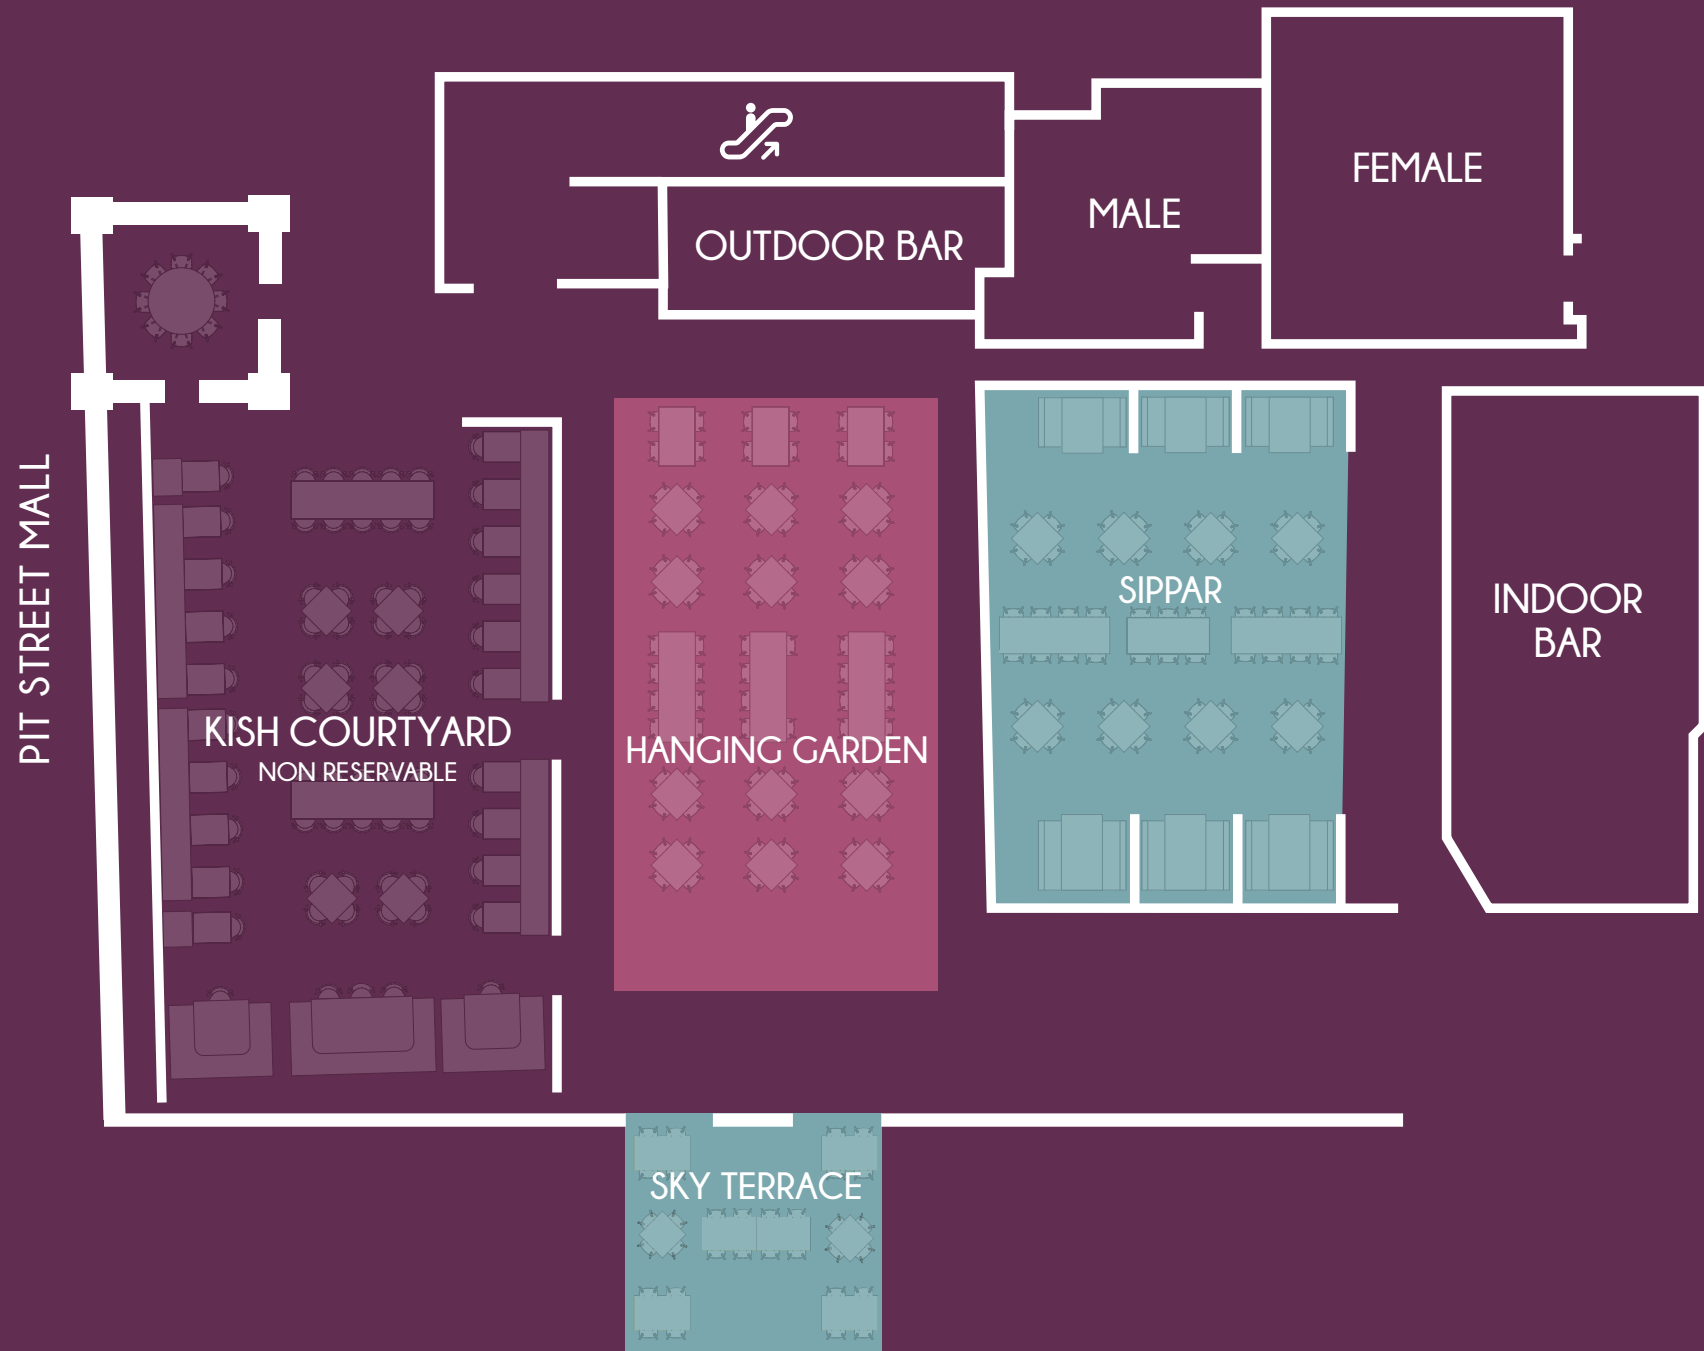 FEMALE
MALE
OUTDOOR BAR
PIT STREET MALL
SIPPAR
INDOOR
BAR
KISH COURTYARD
NON RESERVABLE
HANGING GARDEN
SKY TERRACE